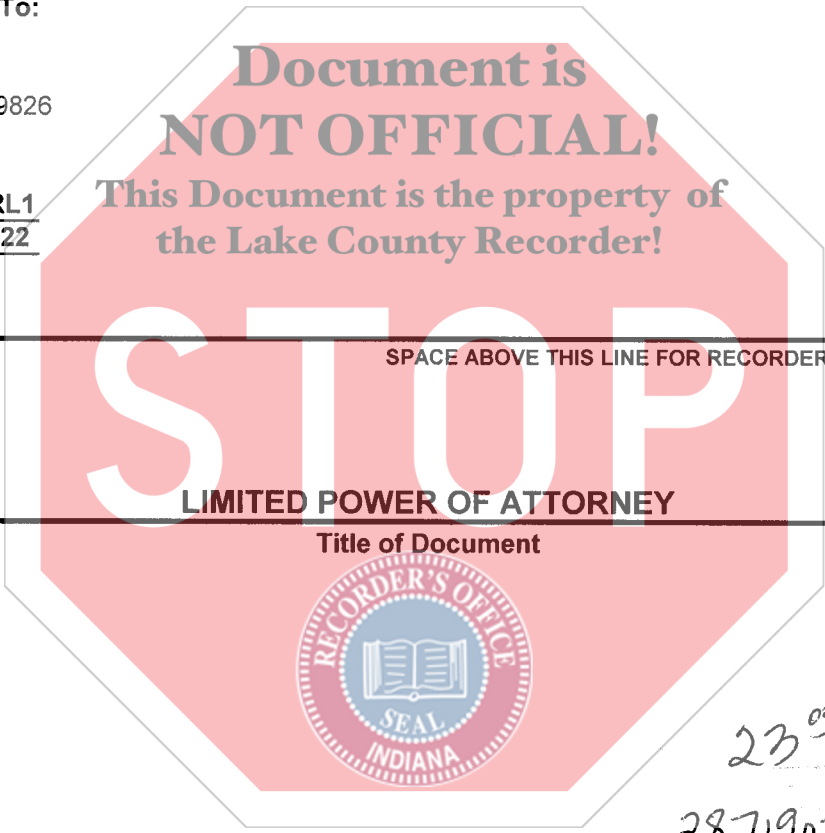 To:
Document is
NOT OFFICIAL!
9826
This Document is the property of
RL1
the Lake County Recorder!
22
STOP
SPACE ABOVE THIS LINE FOR RECORDER
LIMITED POWER OF ATTORNEY
Title of Document
RECORDER'S OFFICE
SEAL
INDIANA
23